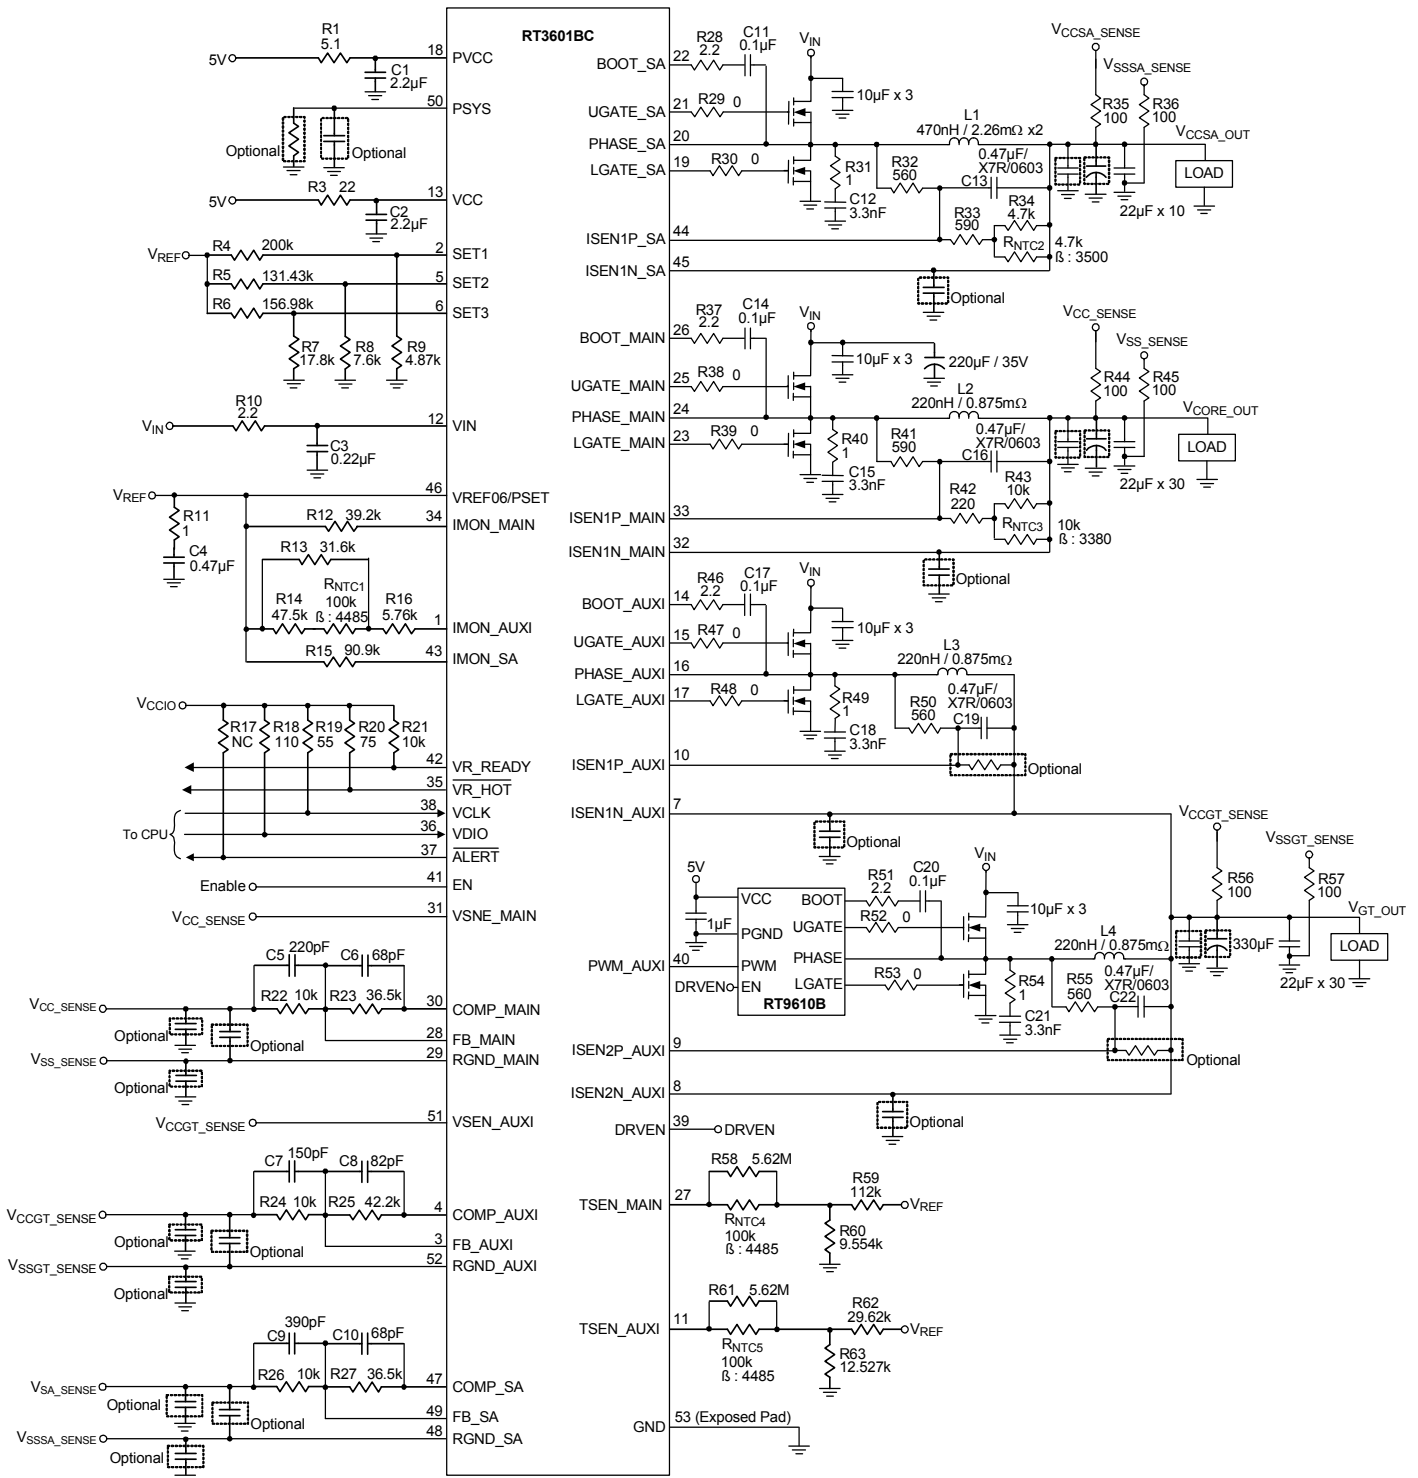 RT3601BC
R1
5.1
5V
18
PVCC
C1
2.2µF
50
PSYS
Optional
Optional
R3
22
5V
13
VCC
C2
2.2µF
VREF
R4
200k
2
SET1
R5
131.43k
5
SET2
R6
156.98k
6
SET3
R7
17.8k
R8
7.6k
R9
4.87k
R10
2.2
VIN
12
VIN
C3
0.22µF
VREF
46
VREF06/PSET
R11
1
C4
0.47µF
R12 39.2k
34
IMON_MAIN
R13 31.6k
RNTC1
100k
ß : 4485
R14
47.5k
R16
5.76k
1
IMON_AUXI
R15 90.9k
43
IMON_SA
VCCIO
R17
NC
R18
110
R19
55
R20
75
R21
10k
42
VR_READY
35
VR_HOT
38
VCLK
To CPU
36
VDIO
37
ALERT
Enable
41
EN
VCC_SENSE
31
VSNE_MAIN
C5
220pF
C6
68pF
VCC_SENSE
R22 10k
R23 36.5k
30
COMP_MAIN
Optional
Optional
28
FB_MAIN
VSS_SENSE
29
RGND_MAIN
Optional
VCCGT_SENSE
51
VSEN_AUXI
C7
150pF
C8
82pF
VCCGT_SENSE
R24 10k
R25 42.2k
4
COMP_AUXI
Optional
Optional
3
FB_AUXI
VSSGT_SENSE
52
RGND_AUXI
Optional
C9
390pF
C10
68pF
VSA_SENSE
R26 10k
R27 36.5k
47
COMP_SA
Optional
Optional
49
FB_SA
VSSSA_SENSE
48
RGND_SA
Optional
BOOT_SA
22
R28
2.2
C11
0.1µF
VIN
10µF x 3
UGATE_SA
21
R29 0
PHASE_SA
20
LGATE_SA
19
R30 0
R31
1
C12
3.3nF
L1
470nH / 2.26mΩ x2
R32
560
0.47µF/
X7R/0603
C13
R33
590
R34
4.7k
RNTC2
4.7k
ß : 3500
VCCSA_SENSE
VSSSA_SENSE
R35
100
R36
100
VCCSA_OUT
LOAD
22µF x 10
ISEN1P_SA
44
ISEN1N_SA
45
Optional
BOOT_MAIN
26
R37
2.2
C14
0.1µF
VIN
10µF x 3
220µF / 35V
UGATE_MAIN
25
R38 0
PHASE_MAIN
24
LGATE_MAIN
23
R39 0
R40
1
C15
3.3nF
L2
220nH / 0.875mΩ
R41
590
0.47µF/
X7R/0603
C16
R42
220
R43
10k
RNTC3
10k
ß : 3380
VCC_SENSE
VSS_SENSE
R44
100
R45
100
VCORE_OUT
LOAD
22µF x 30
ISEN1P_MAIN
33
ISEN1N_MAIN
32
Optional
BOOT_AUXI
14
R46
2.2
C17
0.1µF
VIN
10µF x 3
UGATE_AUXI
15
R47 0
PHASE_AUXI
16
LGATE_AUXI
17
R48 0
R49
1
C18
3.3nF
L3
220nH / 0.875mΩ
R50
560
0.47µF/
X7R/0603
C19
ISEN1P_AUXI
10
Optional
ISEN1N_AUXI
7
Optional
5V
1µF
VCC
PGND
PWM
EN
BOOT
UGATE
PHASE
LGATE
RT9610B
R51
2.2
C20
0.1µF
VIN
10µF x 3
R52
0
R53 0
R54
1
C21
3.3nF
L4
220nH / 0.875mΩ
R55
560
0.47µF/
X7R/0603
C22
VCCGT_SENSE
VSSGT_SENSE
R56
100
R57
100
VGT_OUT
LOAD
330µF
22µF x 30
PWM_AUXI
40
DRVEN
ISEN2P_AUXI
9
Optional
ISEN2N_AUXI
8
Optional
DRVEN
39
DRVEN
R58 5.62M
TSEN_MAIN
27
RNTC4
100k
ß : 4485
R59
112k
VREF
R60
9.554k
R61 5.62M
TSEN_AUXI
11
RNTC5
100k
ß : 4485
R62
29.62k
VREF
R63
12.527k
GND
53 (Exposed Pad)